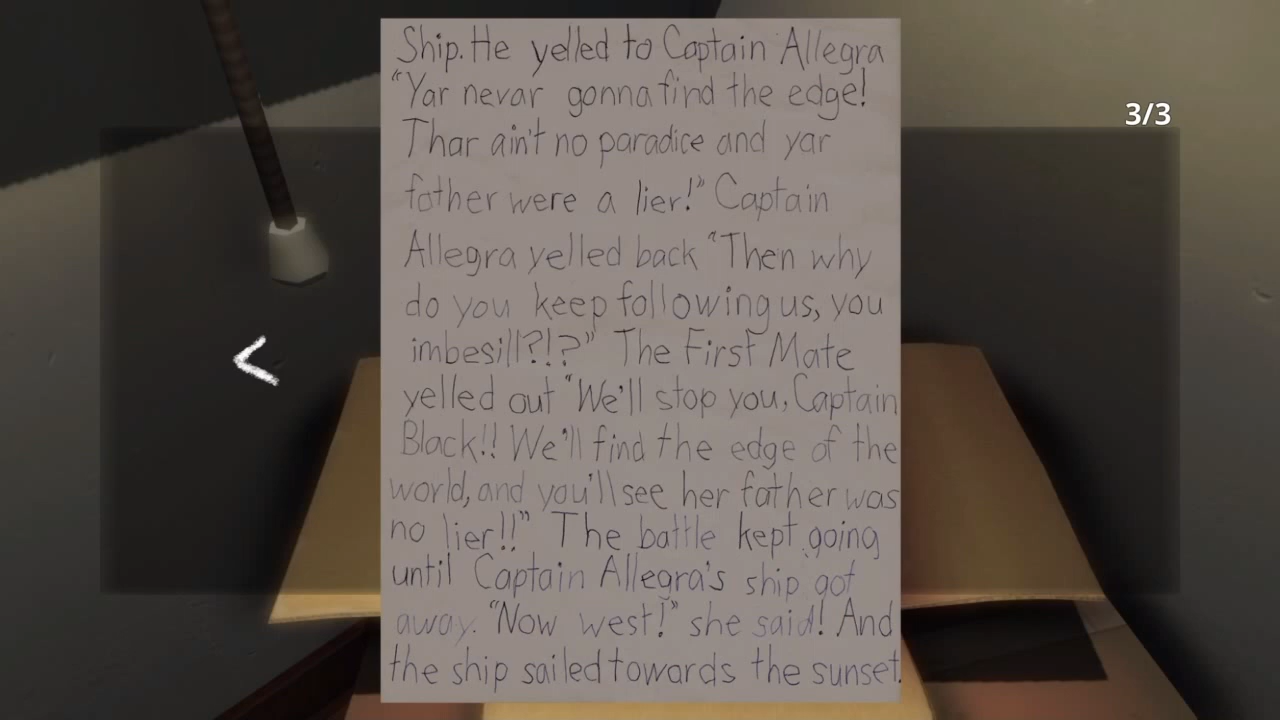 Ship. He yelled to Captain Allegra
"Yar nevar gonna find the edge!
Thar ain't no paradice and yar
father were a lier!" Captain
Allegra yelled back "Then why
do you keep following us, you
imbesill?!?" The First Mate
yelled out "We'll stop you, Captain
Black!! We'll find the edge of the
world, and you'll see her father was
no lier!!" The battle kept going
until Captain Allegra's ship got
away. "Now west!" she said! And
the ship sailed towards the sunset.
3/3